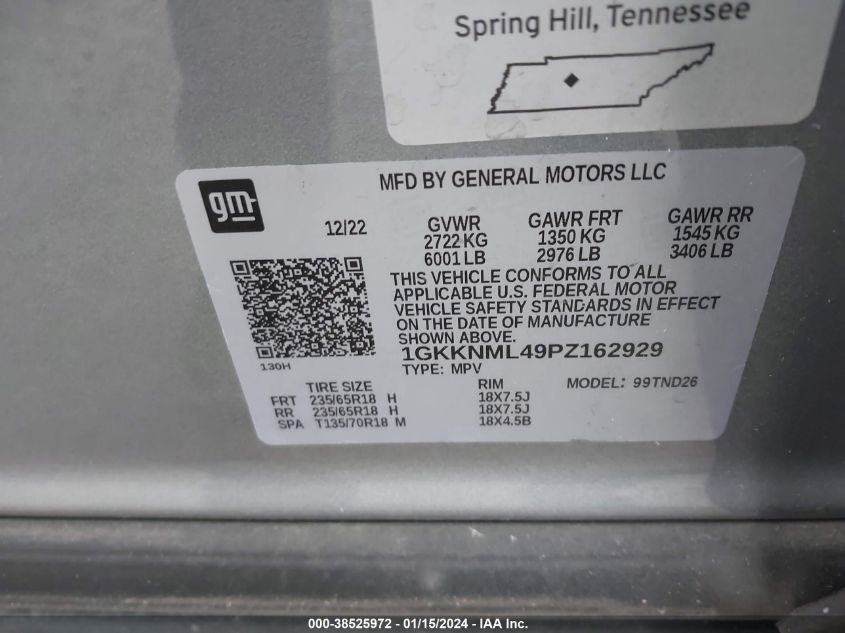 Spring Hill, Tennessee
gm
MFD BY GENERAL MOTORS LLC
12/22 GVWR GAWR FRT GAWR RR
2722 KG 1350 KG 1545 KG
6001 LB 2976 LB 3406 LB
THIS VEHICLE CONFORMS TO ALL
APPLICABLE U.S. FEDERAL MOTOR
VEHICLE SAFETY STANDARDS IN EFFECT
ON THE DATE OF MANUFACTURE
SHOWN ABOVE.
1GKKNML49PZ162929
130H
TYPE: MPV
MODEL: 99TND26
TIRE SIZE RIM
FRT 235/65R18 H 18X7.5J
RR 235/65R18 H 18X7.5J
SPA T135/70R18 M 18X4.5B
000-38525972 - 01/15/2024 - IAA Inc.